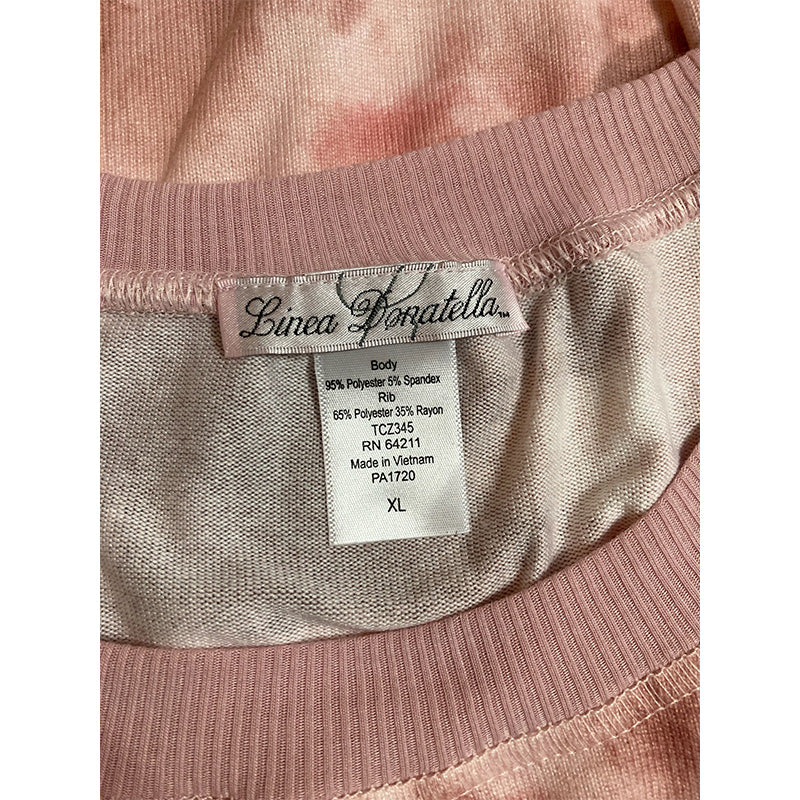 Linea Donatella™
Body
95% Polyester 5% Spandex
Rib
65% Polyester 35% Rayon
TCZ345
RN 64211
Made in Vietnam
PA1720
XL